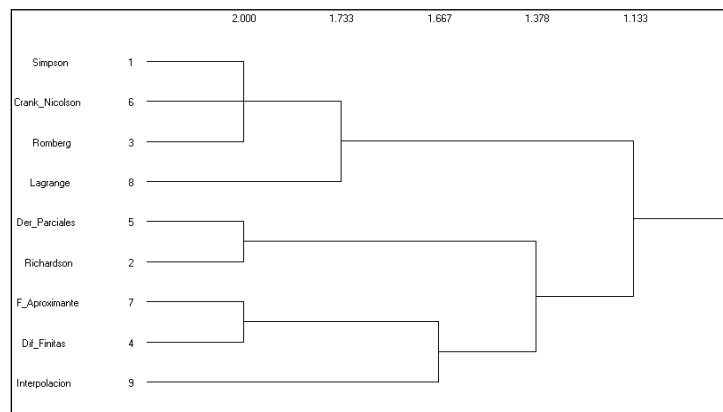 2.000 1.733 1.667 1.378 1.133
Simpson 1
Crank_Nicolson 6
Romberg 3
Lagrange 8
Der_Parciales 5
Richardson 2
F_Aproximante 7
Dif_Finitas 4
Interpolacion 9